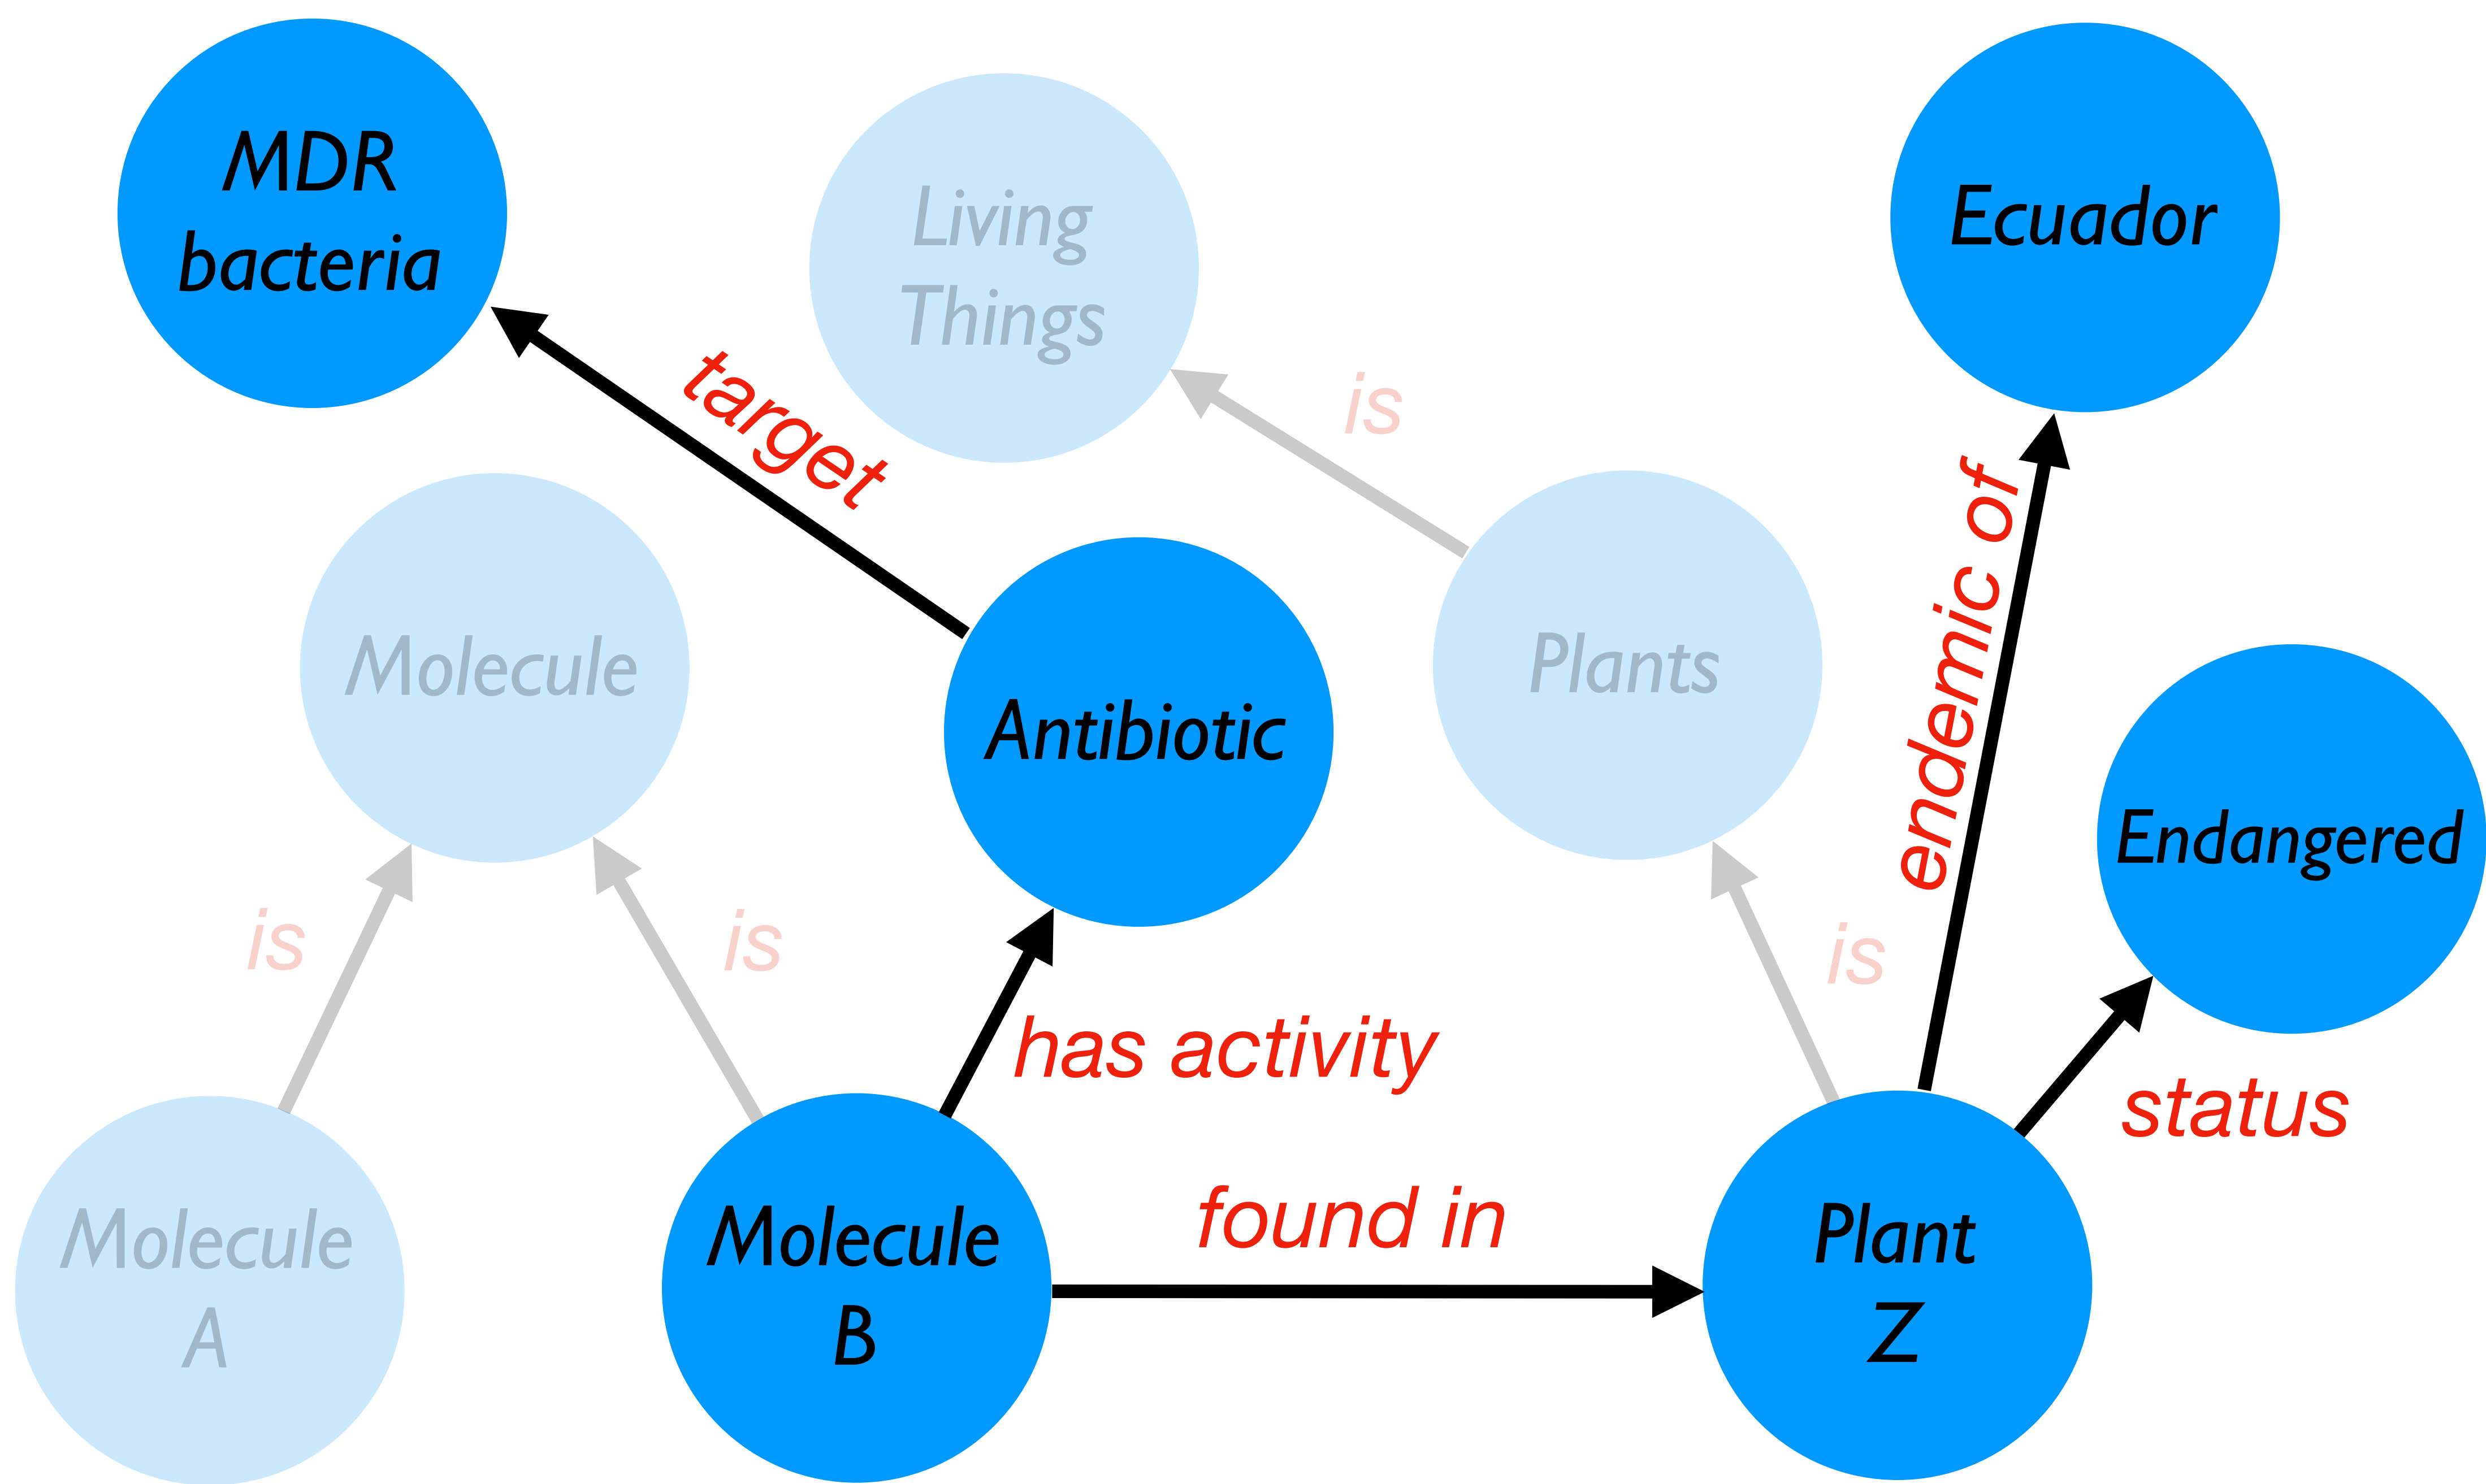 MDR
bacteria
Living
Things
Ecuador
target
is
Molecule
Antibiotic
Plants
endemic of
Endangered
is
is
is
has activity
status
found in
Molecule
A
Molecule
B
Plant
Z